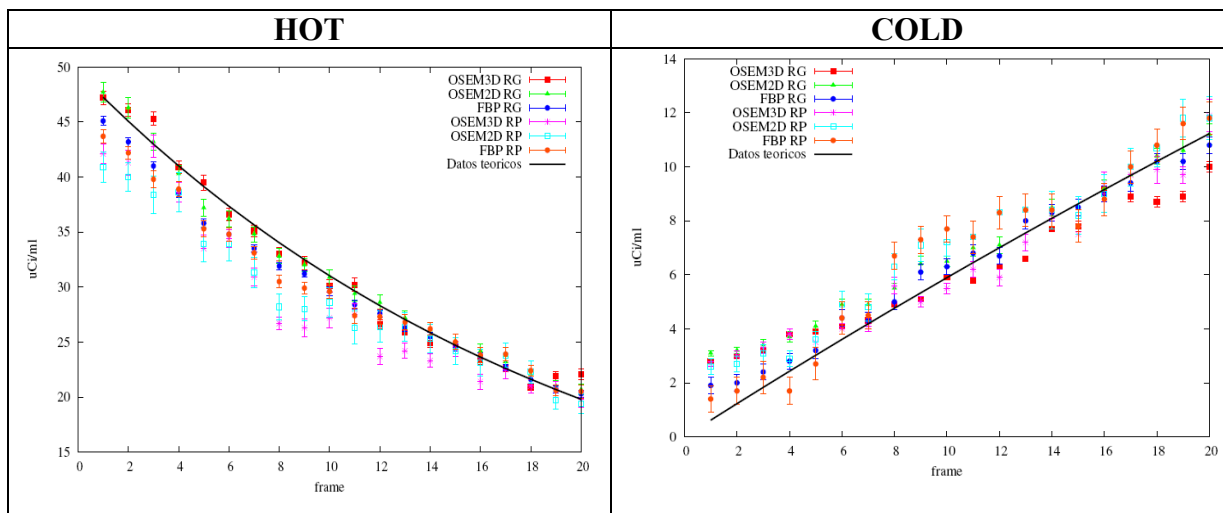 HOT
COLD
50
45
40
35
30
25
20
15
uCi/ml
0 2 4 6 8 10 12 14 16 18 20
frame
OSEM3D RG
OSEM2D RG
FBP RG
OSEM3D RP
OSEM2D RP
FBP RP
Datos teoricos
14
12
10
8
6
4
2
0
uCi/ml
0 2 4 6 8 10 12 14 16 18 20
frame
OSEM3D RG
OSEM2D RG
FBP RG
OSEM3D RP
OSEM2D RP
FBP RP
Datos teoricos